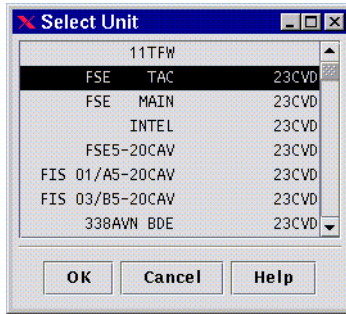 Select Unit
11TFW
FSE TAC 23CVD
FSE MAIN 23CVD
INTEL 23CVD
FSE5-20CAV 23CVD
FIS 01/A5-20CAV 23CVD
FIS 03/B5-20CAV 23CVD
338AVN BDE 23CVD
OK Cancel Help